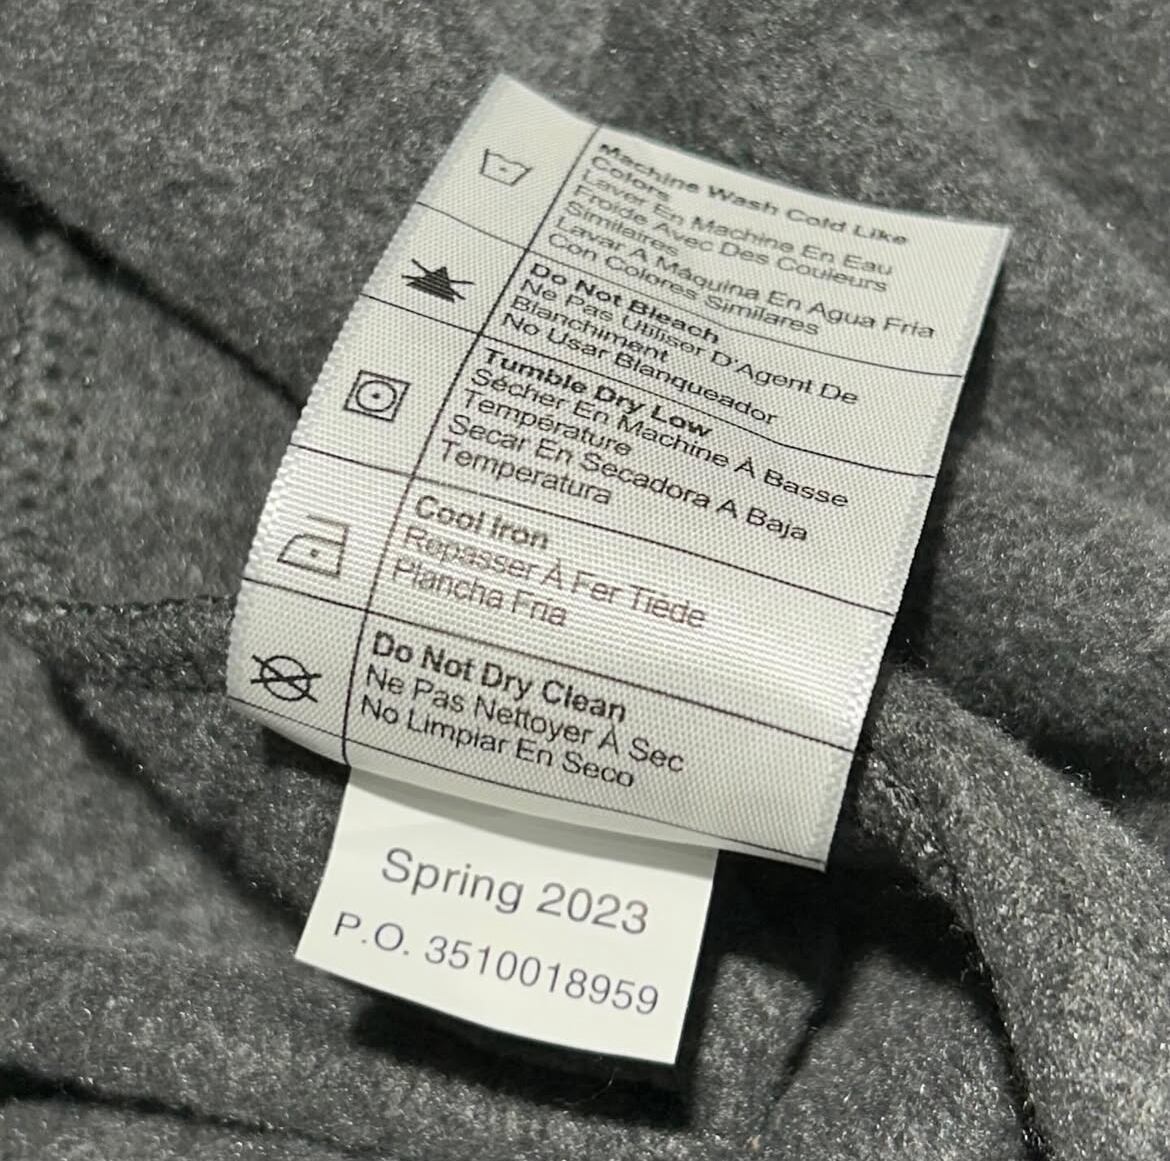 Machine Wash Cold Like
Colors
Laver En Machine En Eau
Froide Avec Des Couleurs
Similaires
Lavar A Máquina En Agua Fria
Con Colores Similares
Do Not Bleach
Ne Pas Utiliser D'Agent De
Blanchiment
No Usar Blanqueador
Tumble Dry Low
Sécher En Machine À Basse
Température
Secar En Secadora A Baja
Temperatura
Cool Iron
Repasser À Fer Tiède
Plancha Fria
Do Not Dry Clean
Ne Pas Nettoyer À Sec
No Limpiar En Seco
Spring 2023
P.O. 3510018959